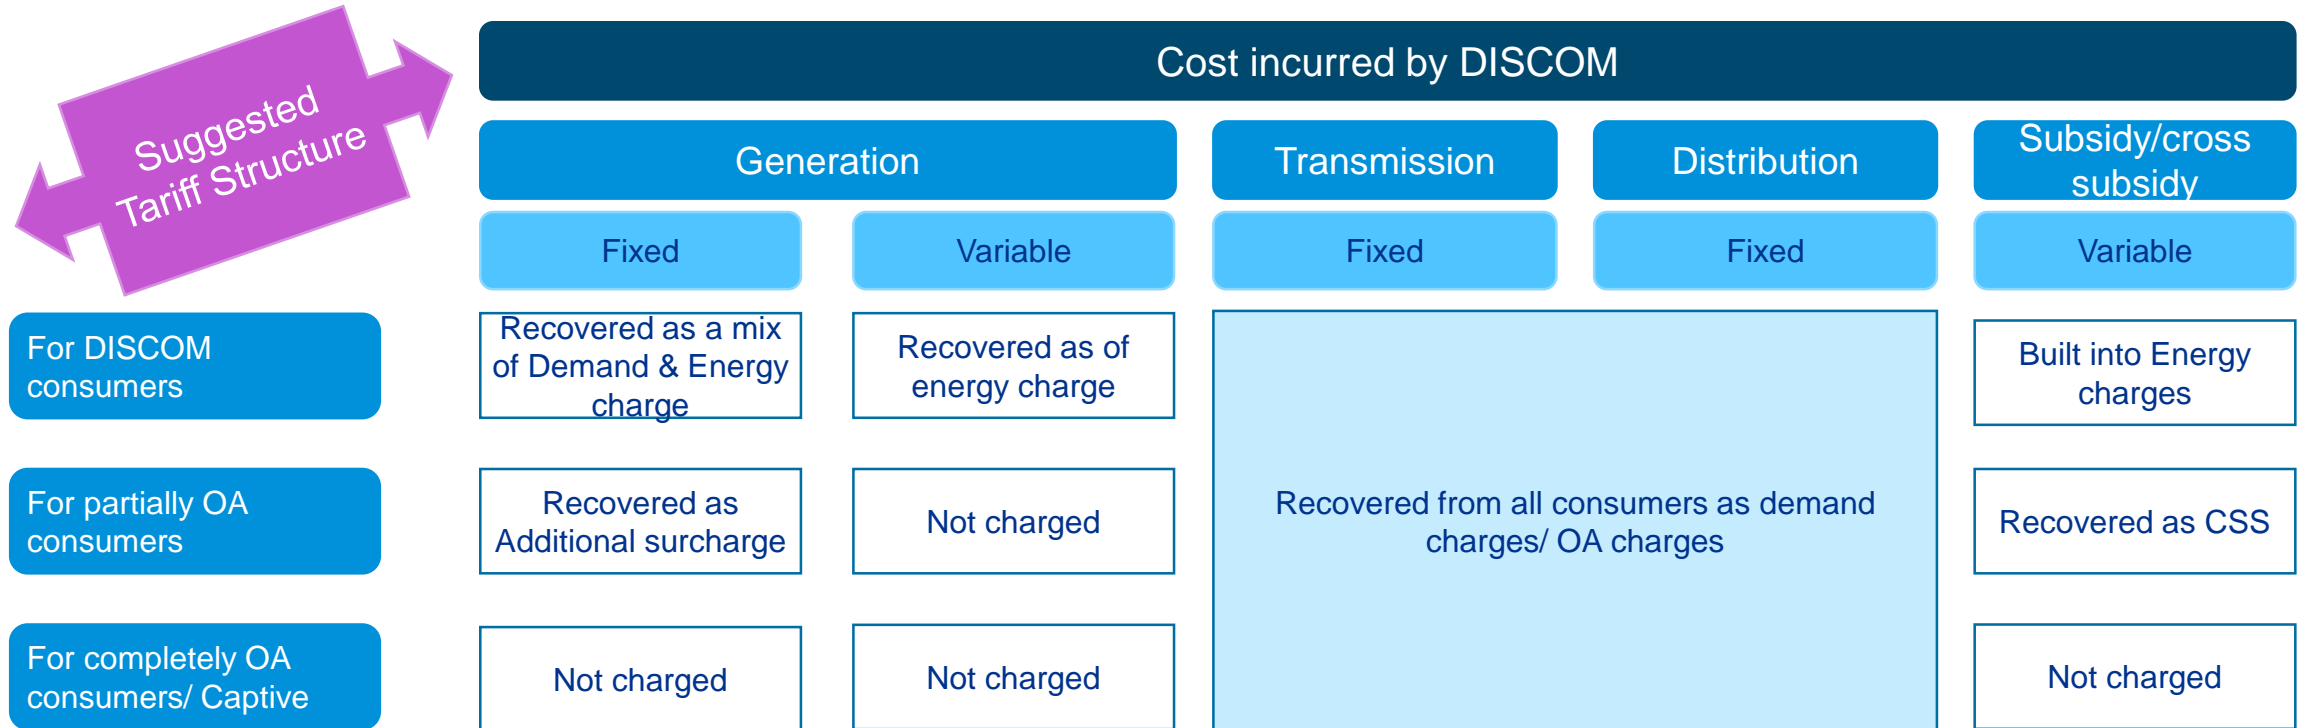 Suggested
Tariff Structure
Cost incurred by DISCOM
Generation
Transmission
Distribution
Subsidy/cross
subsidy
Fixed
Variable
Fixed
Fixed
Variable
For DISCOM
consumers
Recovered as a mix
of Demand & Energy
charge
Recovered as of
energy charge
Built into Energy
charges
For partially OA
consumers
Recovered as
Additional surcharge
Not charged
Recovered from all consumers as demand
charges/ OA charges
Recovered as CSS
For completely OA
consumers/ Captive
Not charged
Not charged
Not charged